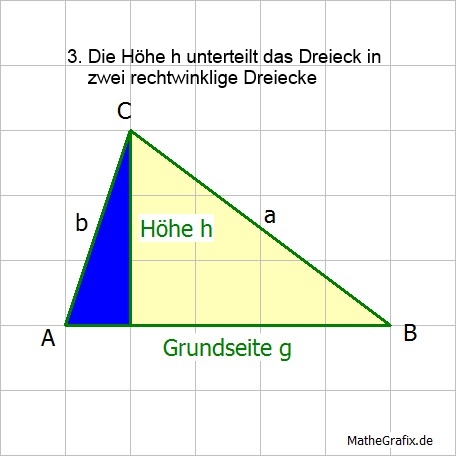 3. Die Höhe h unterteilt das Dreieck in
zwei rechtwinklige Dreiecke
C
b
Höhe h
a
A
B
Grundseite g
MatheGrafix.de